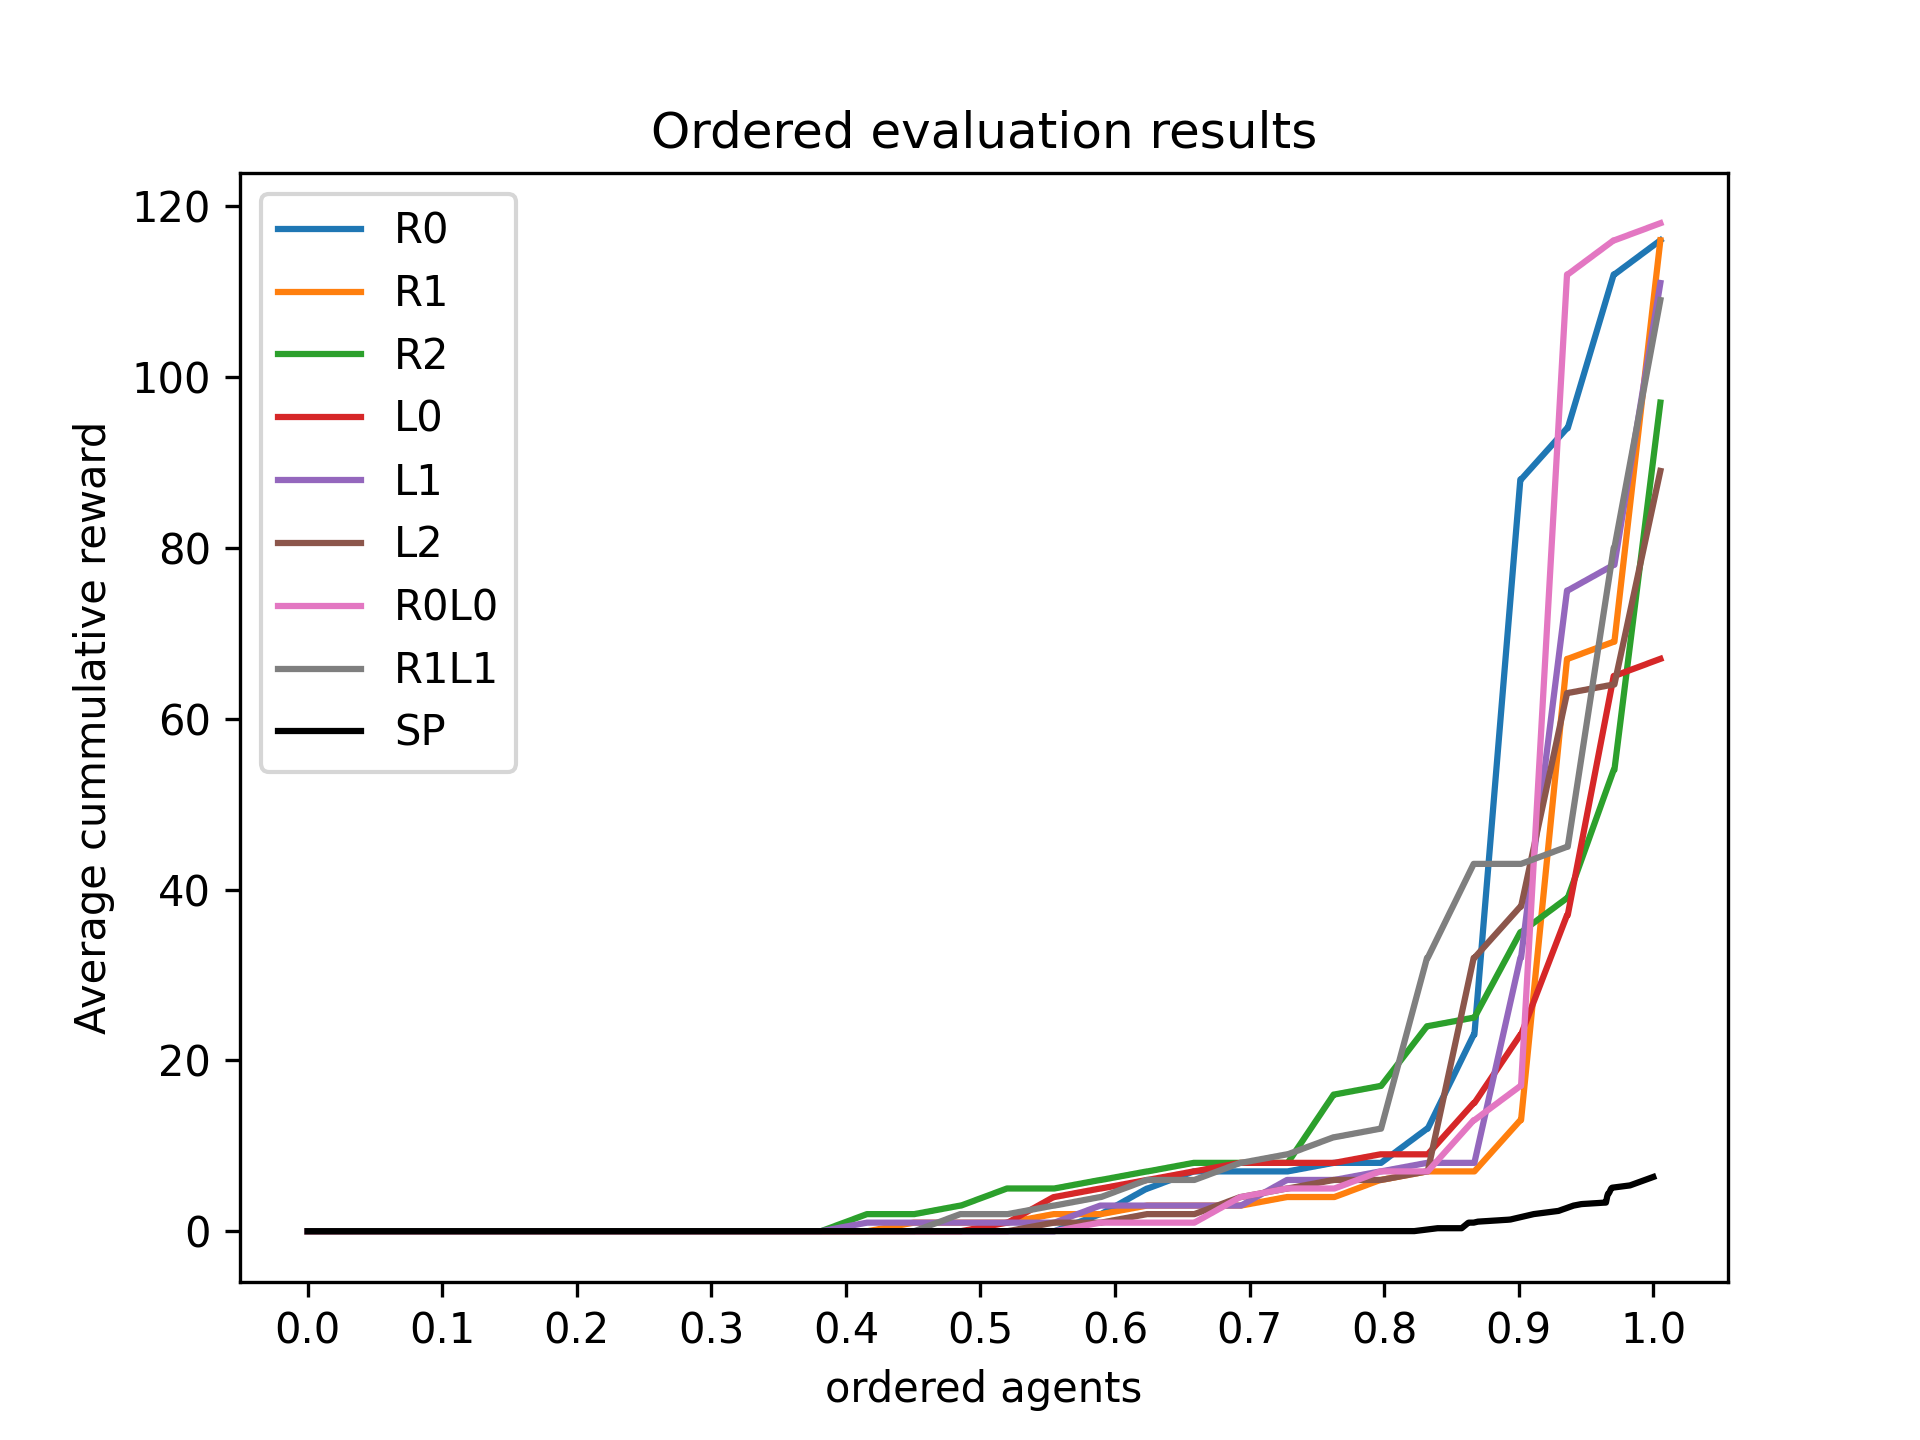 Ordered evaluation results
120
100
80
60
40
20
0
Average cummulative reward
R0
R1
R2
L0
L1
L2
R0L0
R1L1
SP
0.0 0.1 0.2 0.3 0.4 0.5 0.6 0.7 0.8 0.9 1.0
ordered agents